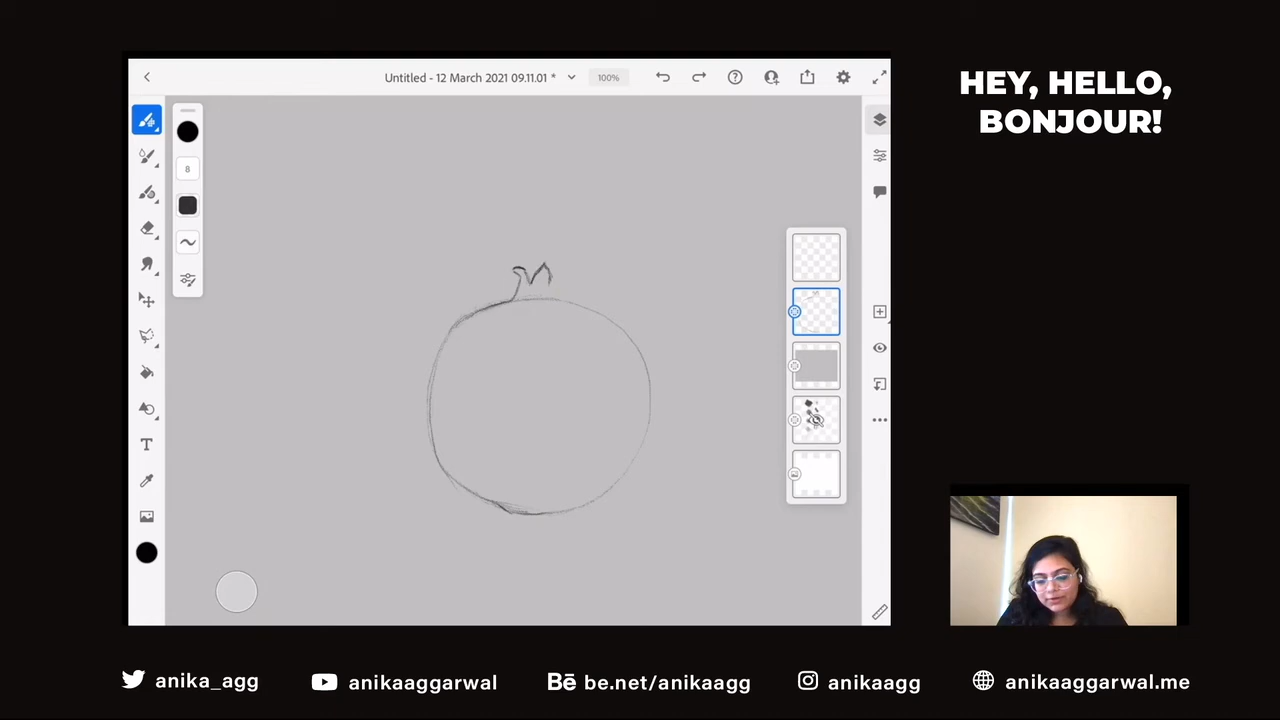 Untitled - 12 March 2021 09.11.01 *
100%
HEY, HELLO,
BONJOUR!
8
T
anika_agg
anikaaggarwal
Bē be.net/anikaagg
anikaagg
anikaaggarwal.me